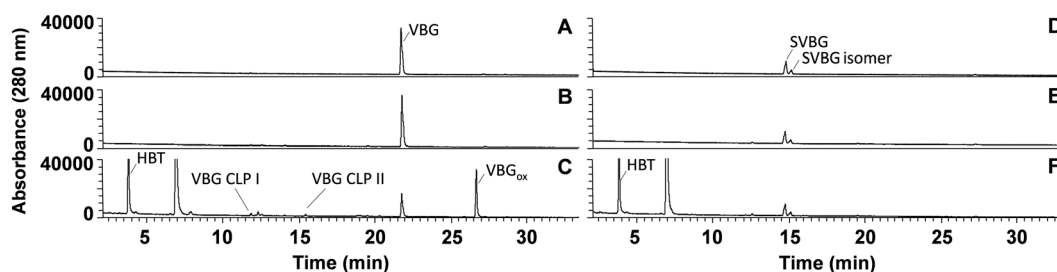 Absorbance (280 nm)
40000
0
VBG
A
SVBG
SVBG isomer
D
40000
0
B
E
40000
0
HBT
VBG CLP I
VBG CLP II
VBGox
C
HBT
F
5 10 15 20 25 30
5 10 15 20 25 30
Time (min)
Time (min)